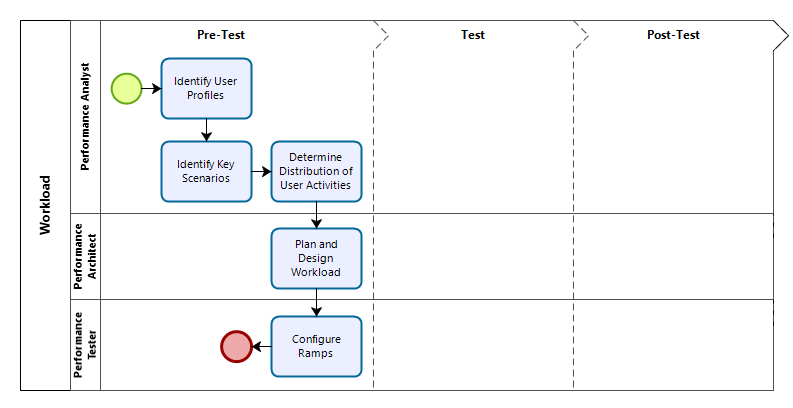 Pre-Test
Test
Post-Test
Workload
Performance Analyst
Identify User
Profiles
Identify Key
Scenarios
Determine
Distribution of
User Activities
Performance
Architect
Plan and
Design
Workload
Performance
Tester
Configure
Ramps